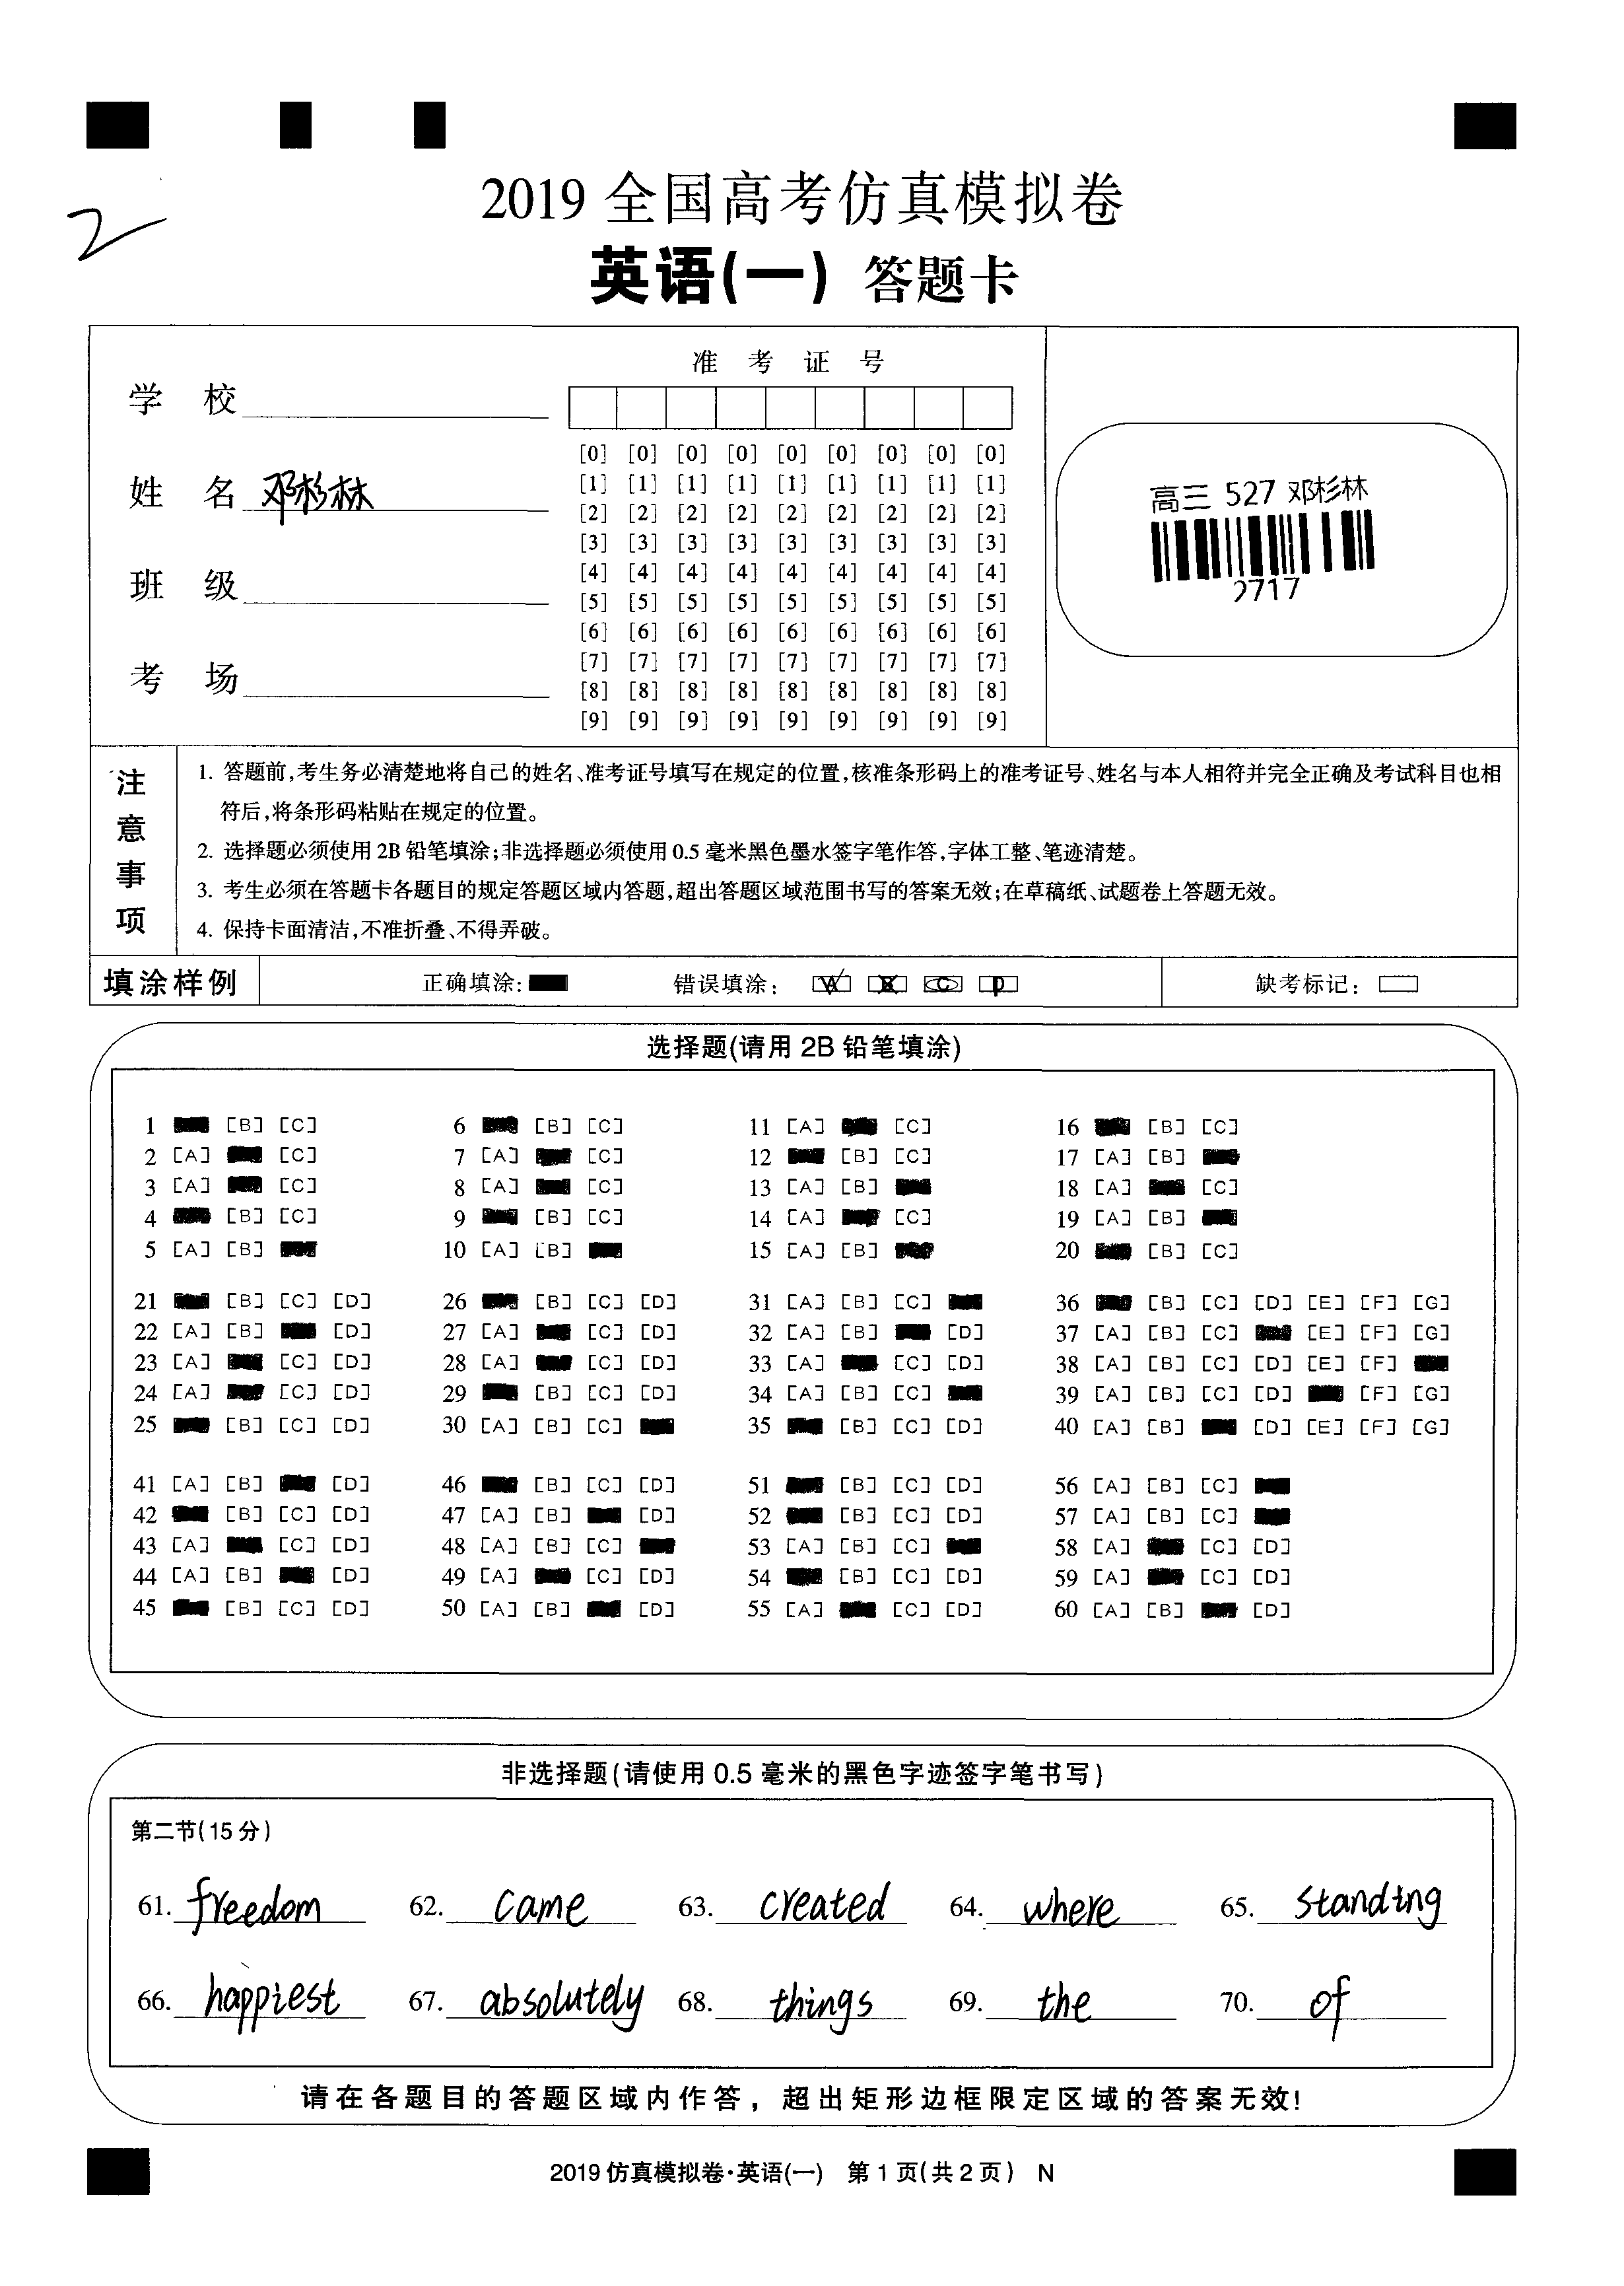 2
2019 全国高考仿真模拟卷
英语(一) 答题卡
准 考 证 号
学 校
姓 名 邓杉林
班 级
考 场
[0] [0] [0] [0] [0] [0] [0] [0] [0]
[1] [1] [1] [1] [1] [1] [1] [1] [1]
[2] [2] [2] [2] [2] [2] [2] [2] [2]
[3] [3] [3] [3] [3] [3] [3] [3] [3]
[4] [4] [4] [4] [4] [4] [4] [4] [4]
[5] [5] [5] [5] [5] [5] [5] [5] [5]
[6] [6] [6] [6] [6] [6] [6] [6] [6]
[7] [7] [7] [7] [7] [7] [7] [7] [7]
[8] [8] [8] [8] [8] [8] [8] [8] [8]
[9] [9] [9] [9] [9] [9] [9] [9] [9]
高三 527 邓杉林
2717
注意事项
1. 答题前,考生务必清楚地将自己的姓名、准考证号填写在规定的位置,核准条形码上的准考证号、姓名与本人相符并完全正确及考试科目也相
符后,将条形码粘贴在规定的位置。
2. 选择题必须使用 2B 铅笔填涂;非选择题必须使用 0.5 毫米黑色墨水签字笔作答,字体工整、笔迹清楚。
3. 考生必须在答题卡各题目的规定答题区域内答题,超出答题区域范围书写的答案无效;在草稿纸、试题卷上答题无效。
4. 保持卡面清洁,不准折叠、不得弄破。
填涂样例 正确填涂: 错误填涂: A B C D 缺考标记:
选择题(请用 2B 铅笔填涂)
1 [B] [C] 6 [B] [C] 11 [A] [C] 16 [B] [C]
2 [A] [C] 7 [A] [C] 12 [B] [C] 17 [A] [B]
3 [A] [C] 8 [A] [C] 13 [A] [B] 18 [A] [C]
4 [B] [C] 9 [B] [C] 14 [A] [C] 19 [A] [B]
5 [A] [B] 10 [A] [B] 15 [A] [B] 20 [B] [C]
21 [B] [C] [D] 26 [B] [C] [D] 31 [A] [B] [C] 36 [B] [C] [D] [E] [F] [G]
22 [A] [B] [D] 27 [A] [C] [D] 32 [A] [B] [D] 37 [A] [B] [C] [E] [F] [G]
23 [A] [C] [D] 28 [A] [C] [D] 33 [A] [C] [D] 38 [A] [B] [C] [D] [E] [F]
24 [A] [C] [D] 29 [B] [C] [D] 34 [A] [B] [C] 39 [A] [B] [C] [D] [F] [G]
25 [B] [C] [D] 30 [A] [B] [C] 35 [B] [C] [D] 40 [A] [B] [D] [E] [F] [G]
41 [A] [B] [D] 46 [B] [C] [D] 51 [B] [C] [D] 56 [A] [B] [C]
42 [B] [C] [D] 47 [A] [B] [D] 52 [B] [C] [D] 57 [A] [B] [C]
43 [A] [C] [D] 48 [A] [B] [C] 53 [A] [B] [C] 58 [A] [C] [D]
44 [A] [B] [D] 49 [A] [C] [D] 54 [B] [C] [D] 59 [A] [C] [D]
45 [B] [C] [D] 50 [A] [B] [D] 55 [A] [C] [D] 60 [A] [B] [D]
非选择题(请使用 0.5 毫米的黑色字迹签字笔书写)
第二节(15 分)
61. freedom 62. came 63. created 64. where 65. standing
66. happiest 67. absolutely 68. things 69. the 70. of
请在各题目的答题区域内作答，超出矩形边框限定区域的答案无效!
2019 仿真模拟卷·英语(一) 第 1 页(共 2 页) N